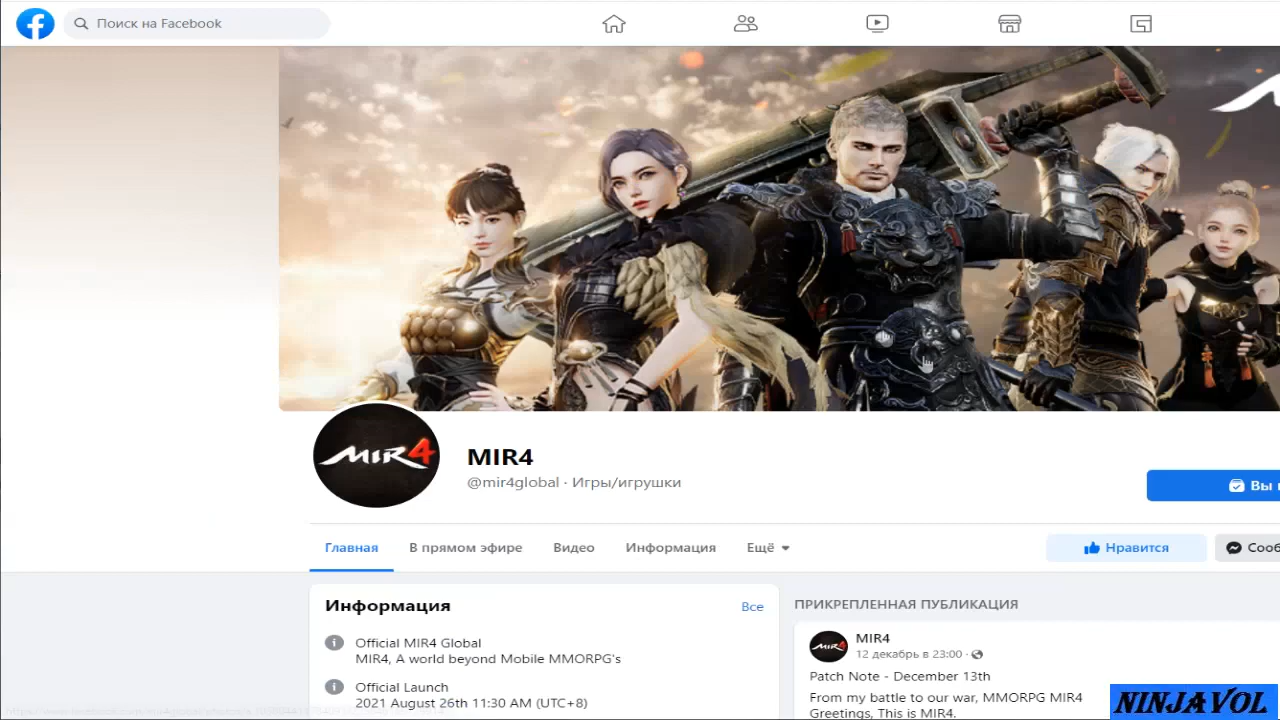 Поиск на Facebook
MIR4
MIR4
@mir4global · Игры/игрушки
Вы
Главная
В прямом эфире
Видео
Информация
Ещё
Нравится
Информация
Все
Official MIR4 Global
MIR4, A world beyond Mobile MMORPG's
Official Launch
2021 August 26th 11:30 AM (UTC+8)
ПРИКРЕПЛЕННАЯ ПУБЛИКАЦИЯ
MIR4
MIR4
12 декабрь в 23:00 ·
Patch Note - December 13th
From my battle to our war, MMORPG MIR4
Greetings, This is MIR4.
NINJAVOL